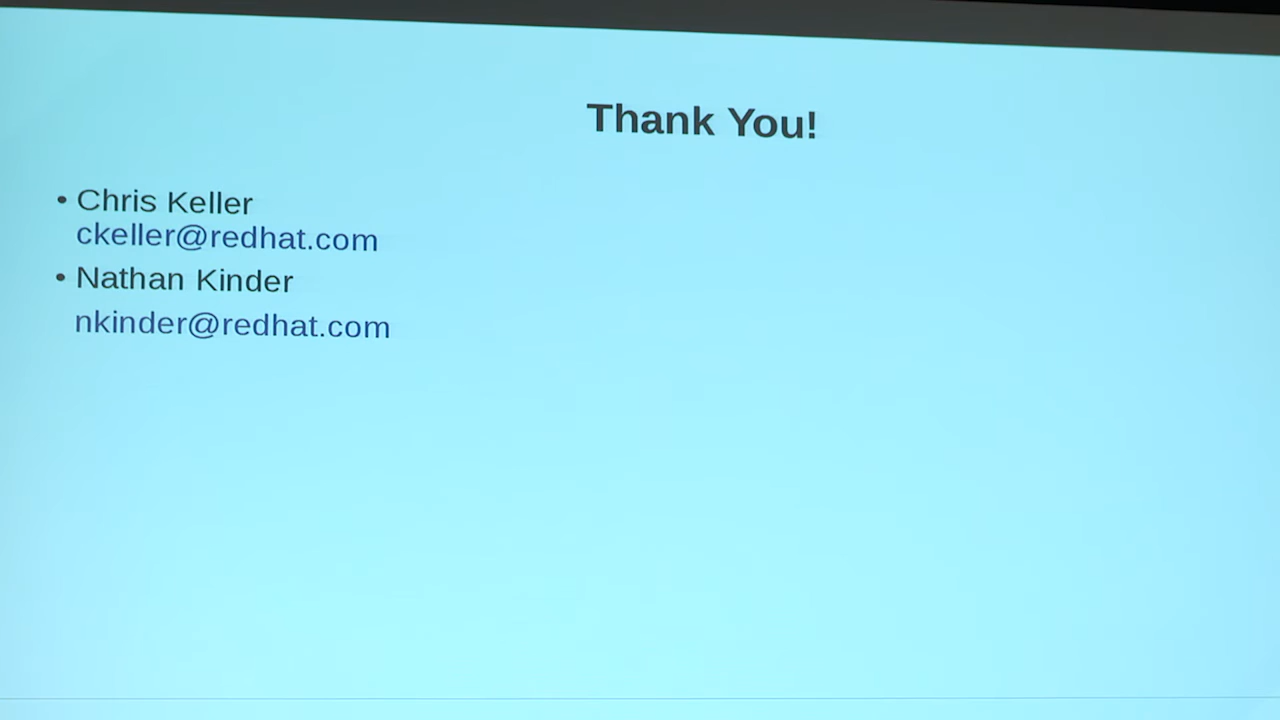 Thank You!
• Chris Keller
ckeller@redhat.com
• Nathan Kinder
nkinder@redhat.com